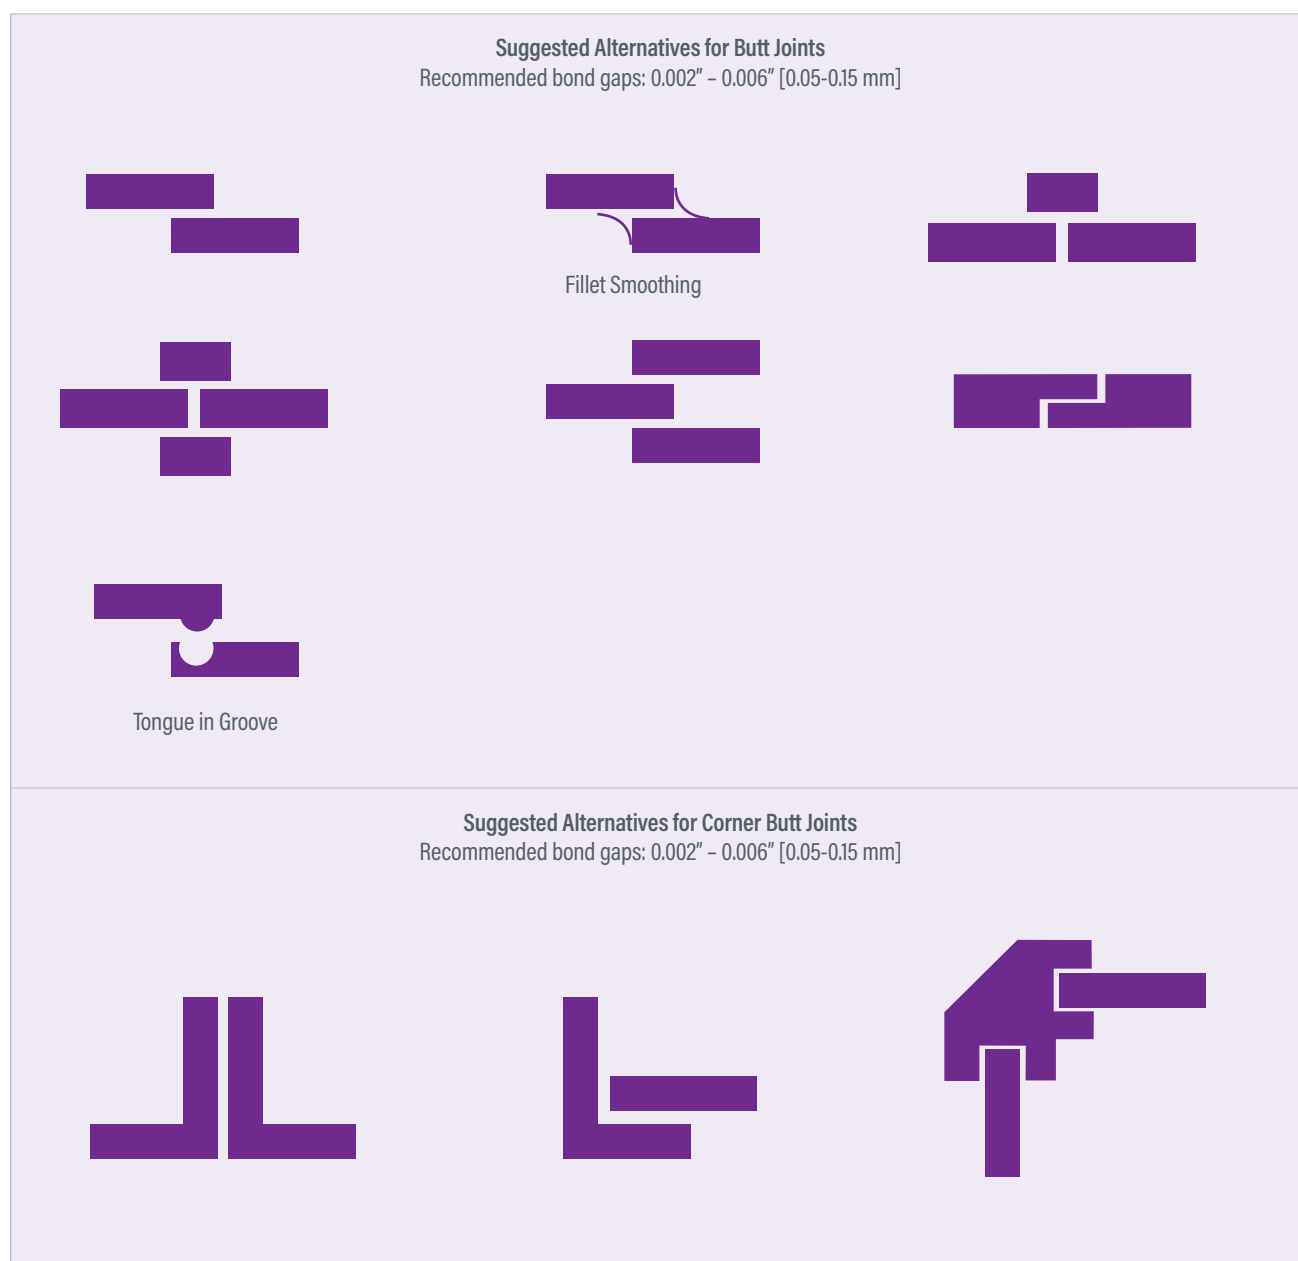 Suggested Alternatives for Butt Joints
Recommended bond gaps: 0.002″ – 0.006″ [0.05-0.15 mm]
Fillet Smoothing
Tongue in Groove
Suggested Alternatives for Corner Butt Joints
Recommended bond gaps: 0.002″ – 0.006″ [0.05-0.15 mm]